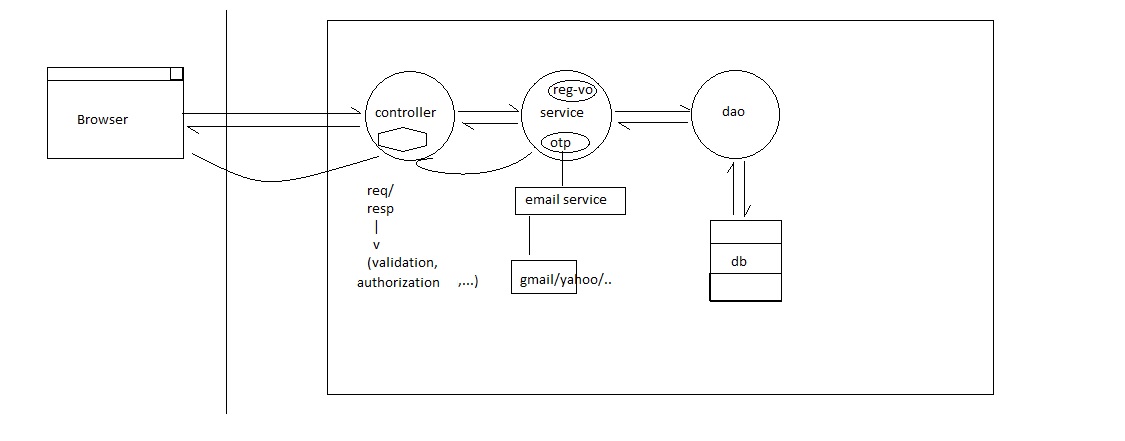 Browser
controller
reg-vo
service
otp
dao
req/
resp
|
v
(validation,
authorization ,...)
email service
gmail/yahoo/..
db